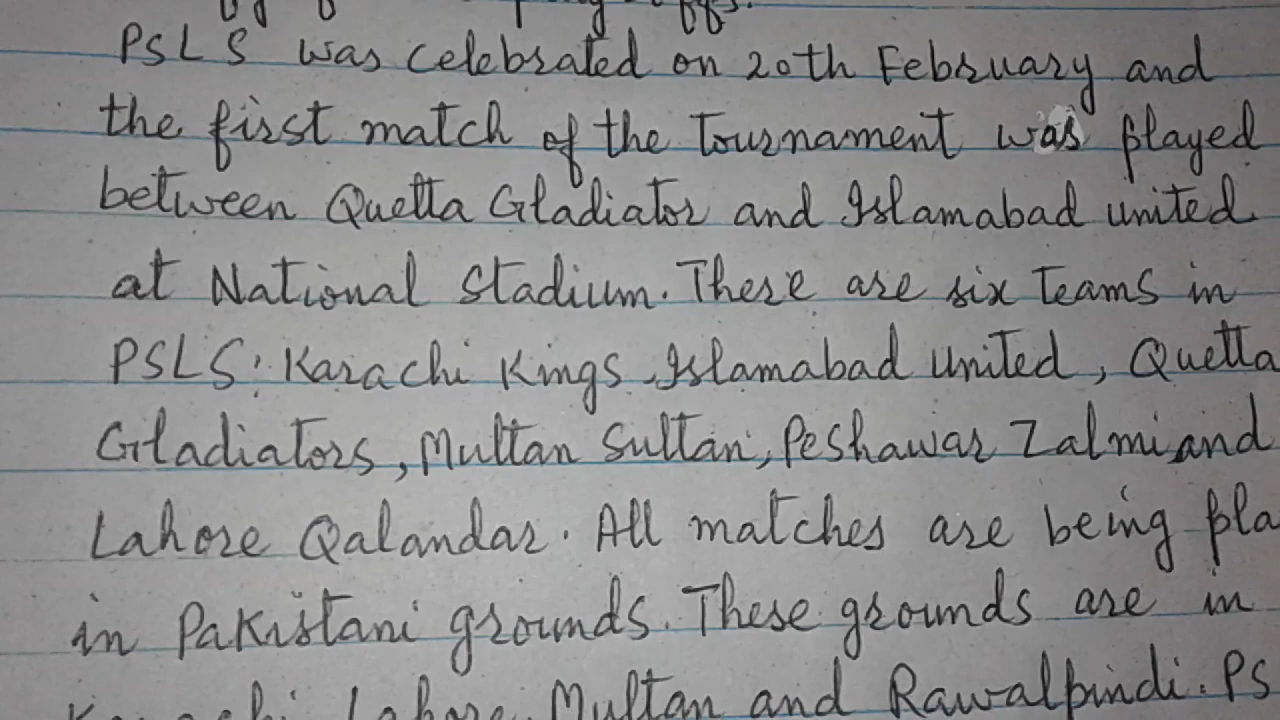 PSL 5 was celebrated on 20th February and
the first match of the Tournament was played
between Quetta Gladiator and Islamabad united
at National Stadium. There are six Teams in
PSL5: Karachi Kings, Islamabad United, Quetta
Gladiators, Multan Sultan, Peshawar Zalmi and
Lahore Qalandar. All matches are being pla
in Pakistani grounds. These grounds are in
Lahore, Multan and Rawalpindi. PS